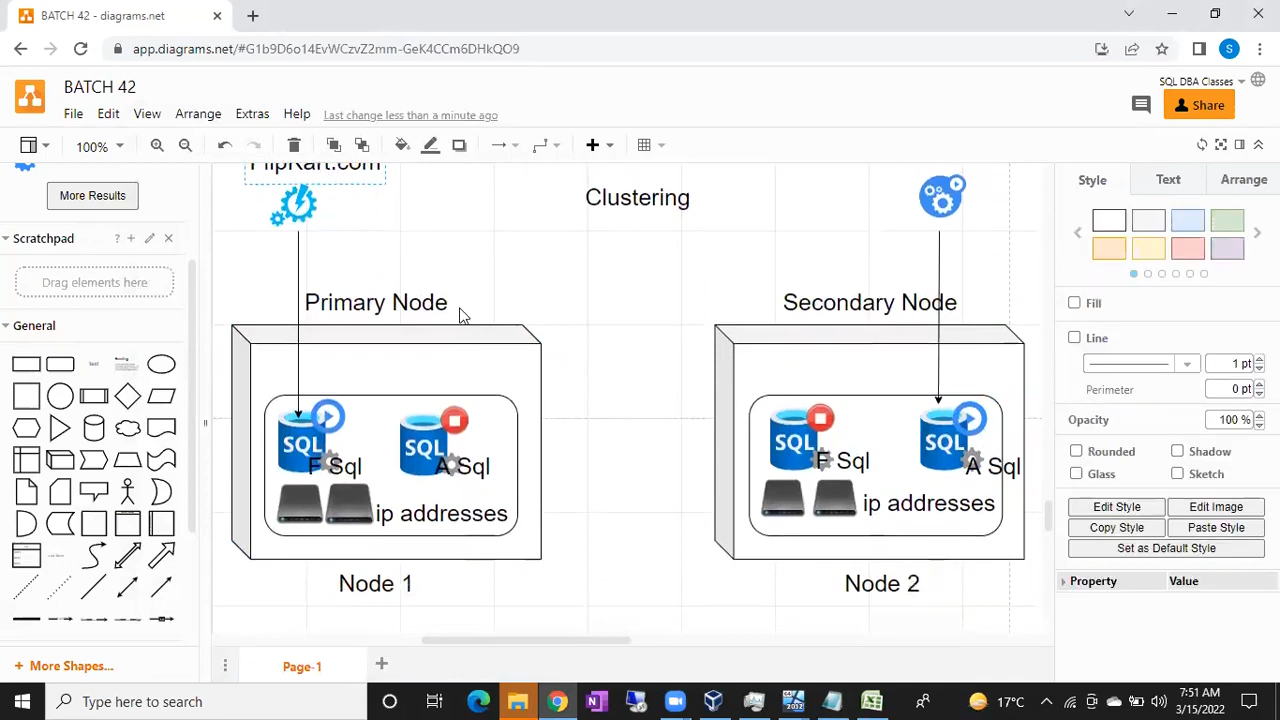 BATCH 42 - diagrams.net
app.diagrams.net/#G1b9D6o14EvWCzvZ2mm-GeK4CCm6DHkQO9
S
BATCH 42
SQL DBA Classes
File Edit View Arrange Extras Help Last change less than a minute ago
Share
100%
FlipKart.com
More Results
Clustering
Style Text Arrange
Scratchpad ?
Drag elements here
General
Primary Node
Secondary Node
Fill
Line
1 pt
Perimeter 0 pt
Opacity 100 %
Rounded Shadow
Glass Sketch
SQL
F Sql
SQL
A Sql
ip addresses
SQL
F Sql
SQL
A Sql
ip addresses
Edit Style Edit Image
Copy Style Paste Style
Set as Default Style
Property Value
Node 1
Node 2
More Shapes...
Page-1
Type here to search
17°C
7:51 AM
3/15/2022